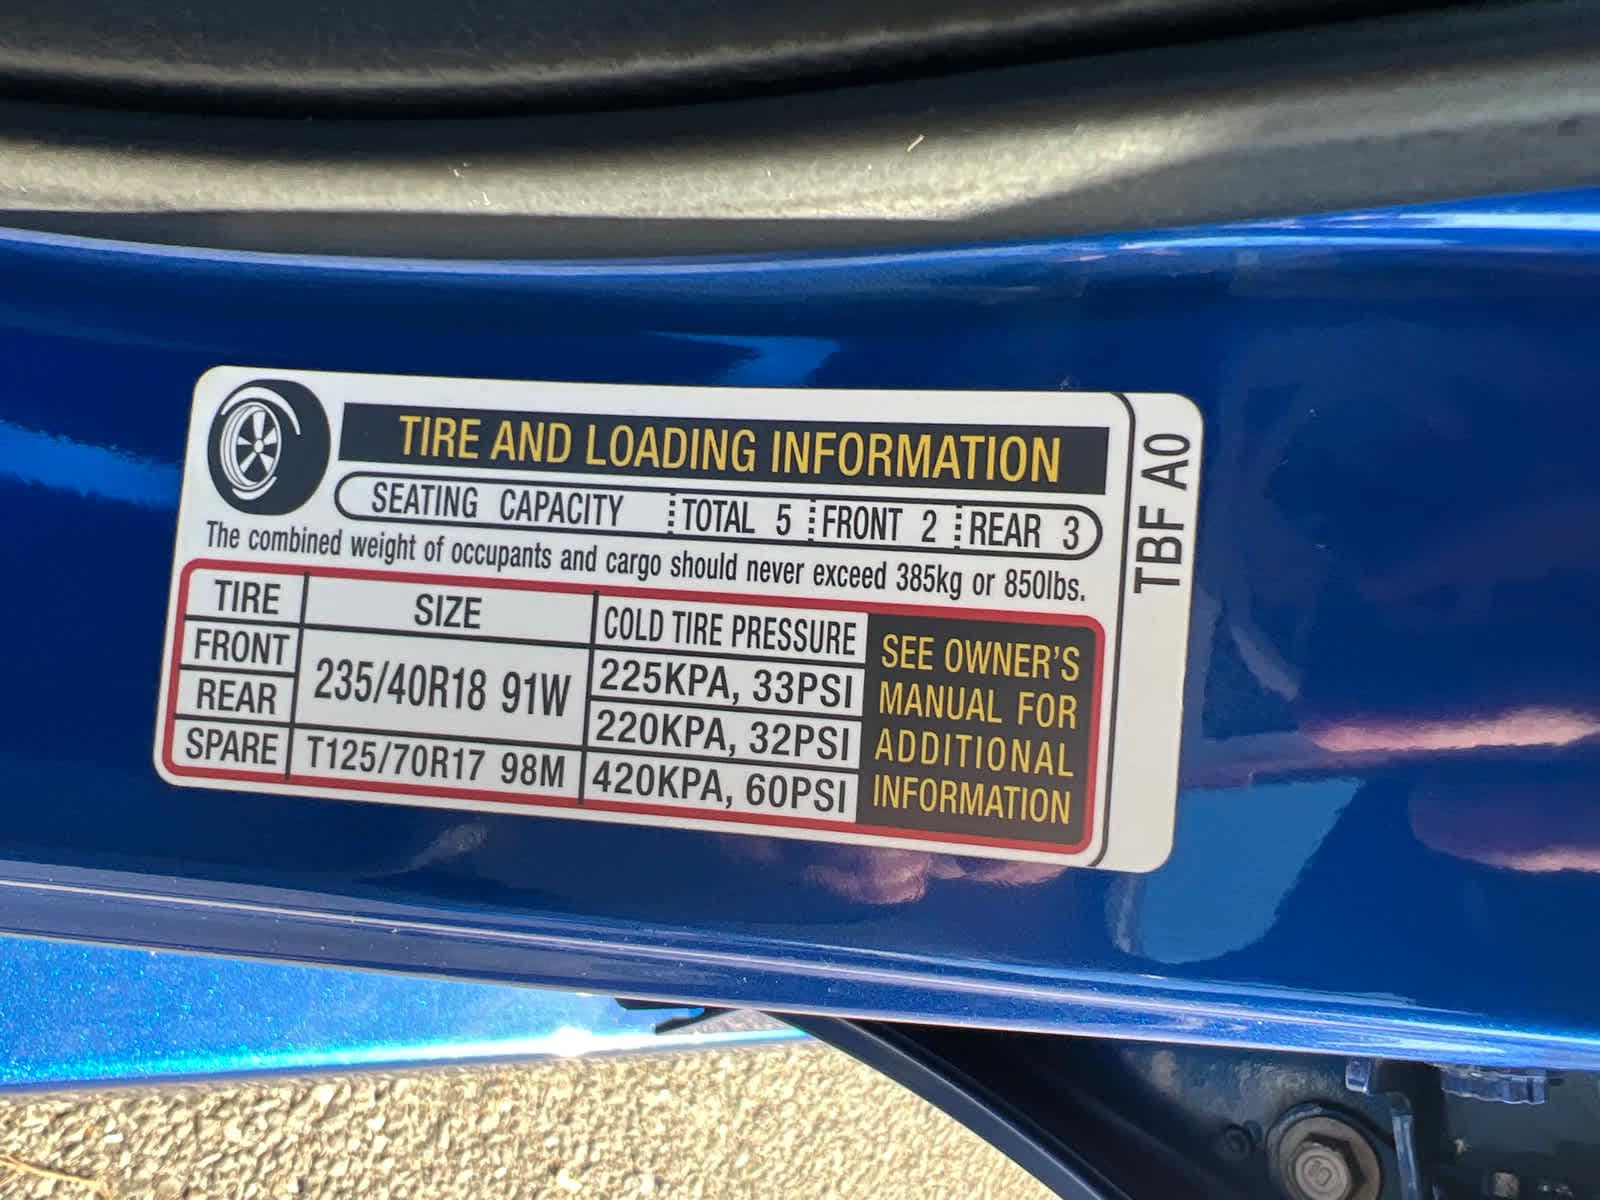 TIRE AND LOADING INFORMATION
SEATING CAPACITY TOTAL 5 FRONT 2 REAR 3
The combined weight of occupants and cargo should never exceed 385kg or 850lbs.
TIRE SIZE COLD TIRE PRESSURE
FRONT 235/40R18 91W 225KPA, 33PSI
REAR 220KPA, 32PSI
SPARE T125/70R17 98M 420KPA, 60PSI
SEE OWNER'S
MANUAL FOR
ADDITIONAL
INFORMATION
TBF A0